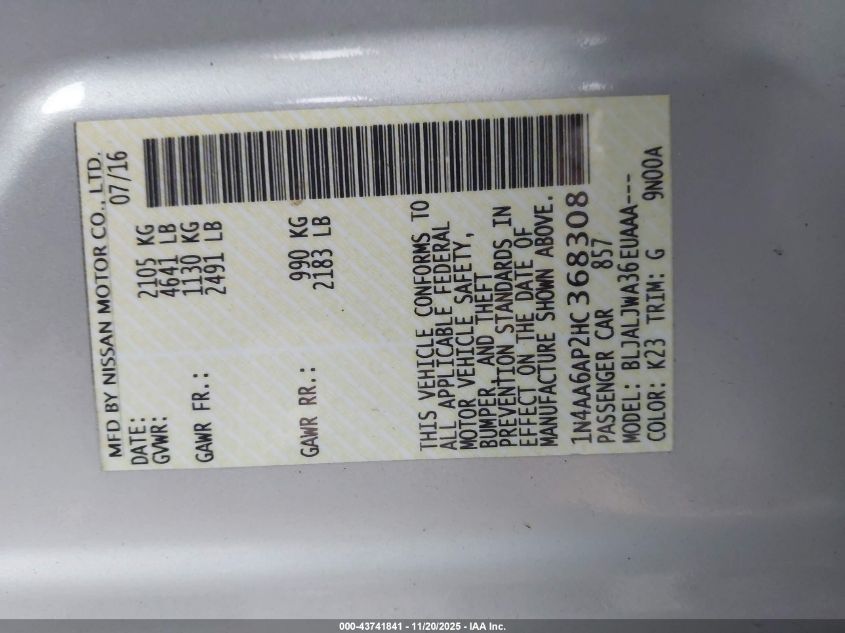 MFD BY NISSAN MOTOR CO., LTD.
DATE: 07/16
GVWR: 2105 KG
4641 LB
GAWR FR.: 1130 KG
2491 LB
GAWR RR.: 990 KG
2183 LB
THIS VEHICLE CONFORMS TO
ALL APPLICABLE FEDERAL
MOTOR VEHICLE SAFETY,
BUMPER, AND THEFT
PREVENTION STANDARDS IN
EFFECT ON THE DATE OF
MANUFACTURE SHOWN ABOVE.
1N4AA6AP2HC368308
PASSENGER CAR 857
MODEL: BLJALJWA36EUAAA---
COLOR: K23 TRIM: G 9N00A
000-43741841 - 11/20/2025 - IAA Inc.